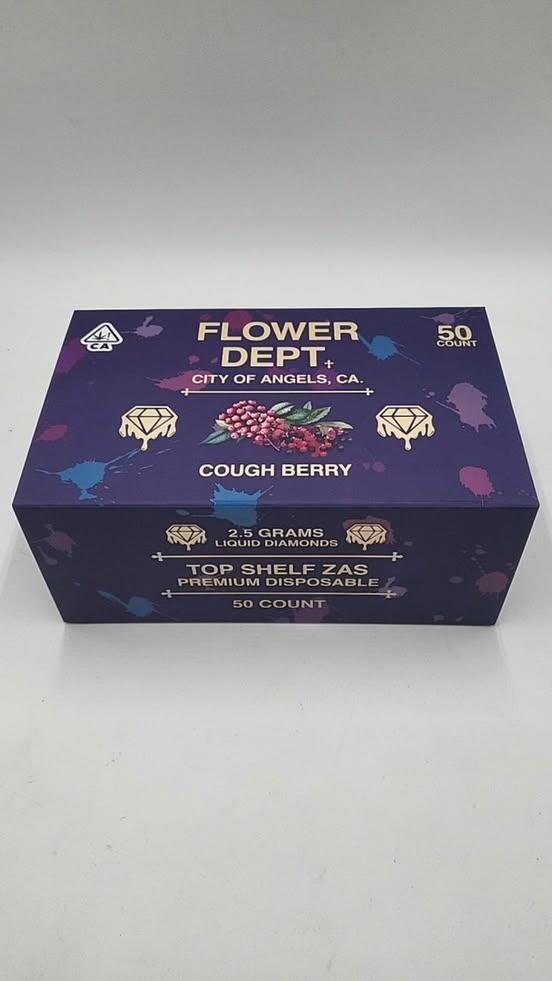 CA
FLOWER
DEPT
CITY OF ANGELS, CA.
50
COUNT
COUGH BERRY
2.5 GRAMS
LIQUID DIAMONDS
TOP SHELF ZAS
PREMIUM DISPOSABLE
50 COUNT